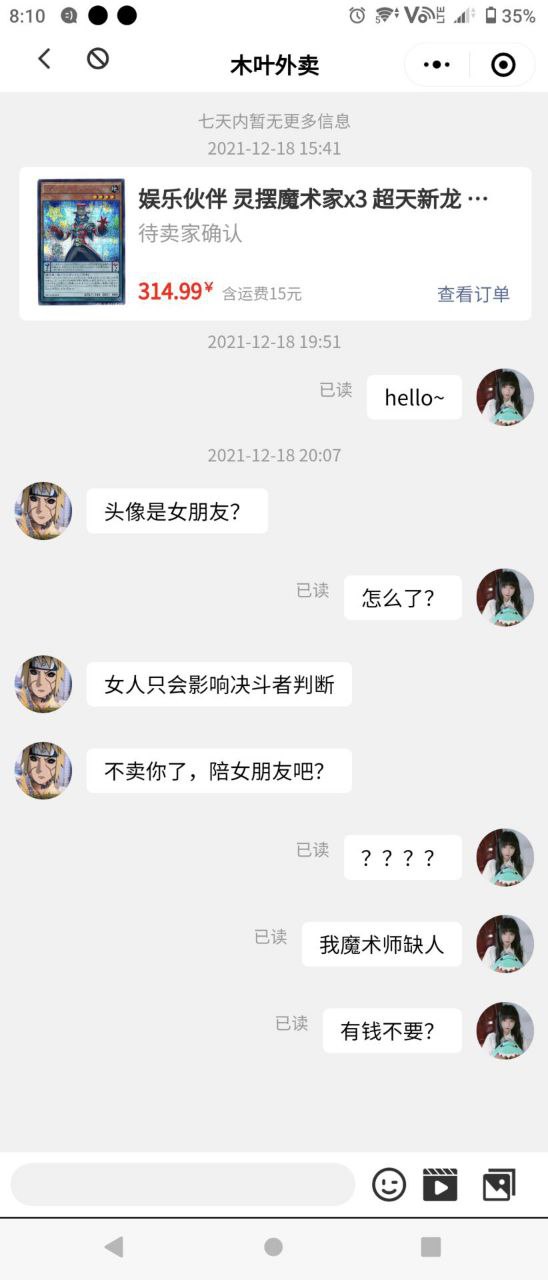 8:10
35%
木叶外卖
七天内暂无更多信息
2021-12-18 15:41
娱乐伙伴 灵摆魔术家x3 超天新龙 …
待卖家确认
314.99¥ 含运费15元
查看订单
2021-12-18 19:51
已读
hello~
2021-12-18 20:07
头像是女朋友？
已读
怎么了？
女人只会影响决斗者判断
不卖你了，陪女朋友吧？
已读
？？？？
已读
我魔术师缺人
已读
有钱不要？